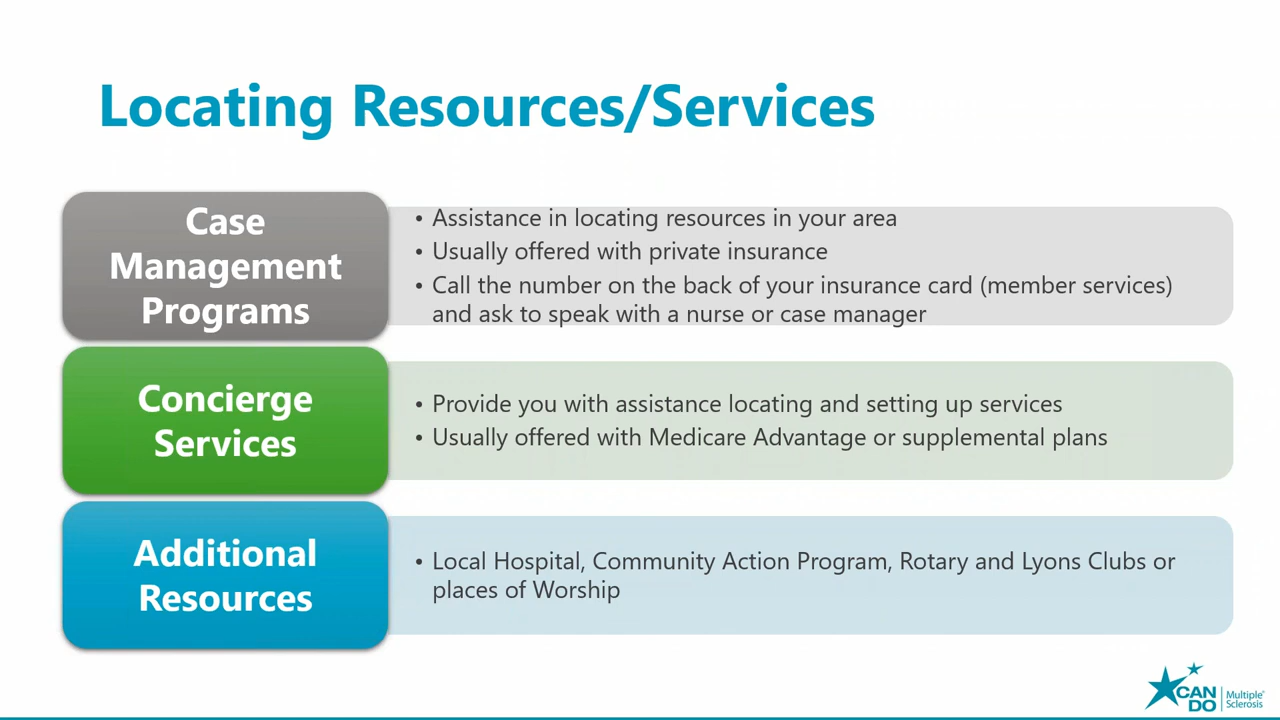 Locating Resources/Services
Case
Management
Programs
• Assistance in locating resources in your area
• Usually offered with private insurance
• Call the number on the back of your insurance card (member services)
and ask to speak with a nurse or case manager
Concierge
Services
• Provide you with assistance locating and setting up services
• Usually offered with Medicare Advantage or supplemental plans
Additional
Resources
• Local Hospital, Community Action Program, Rotary and Lyons Clubs or
places of Worship
CAN
DO
Multiple
Sclerosis